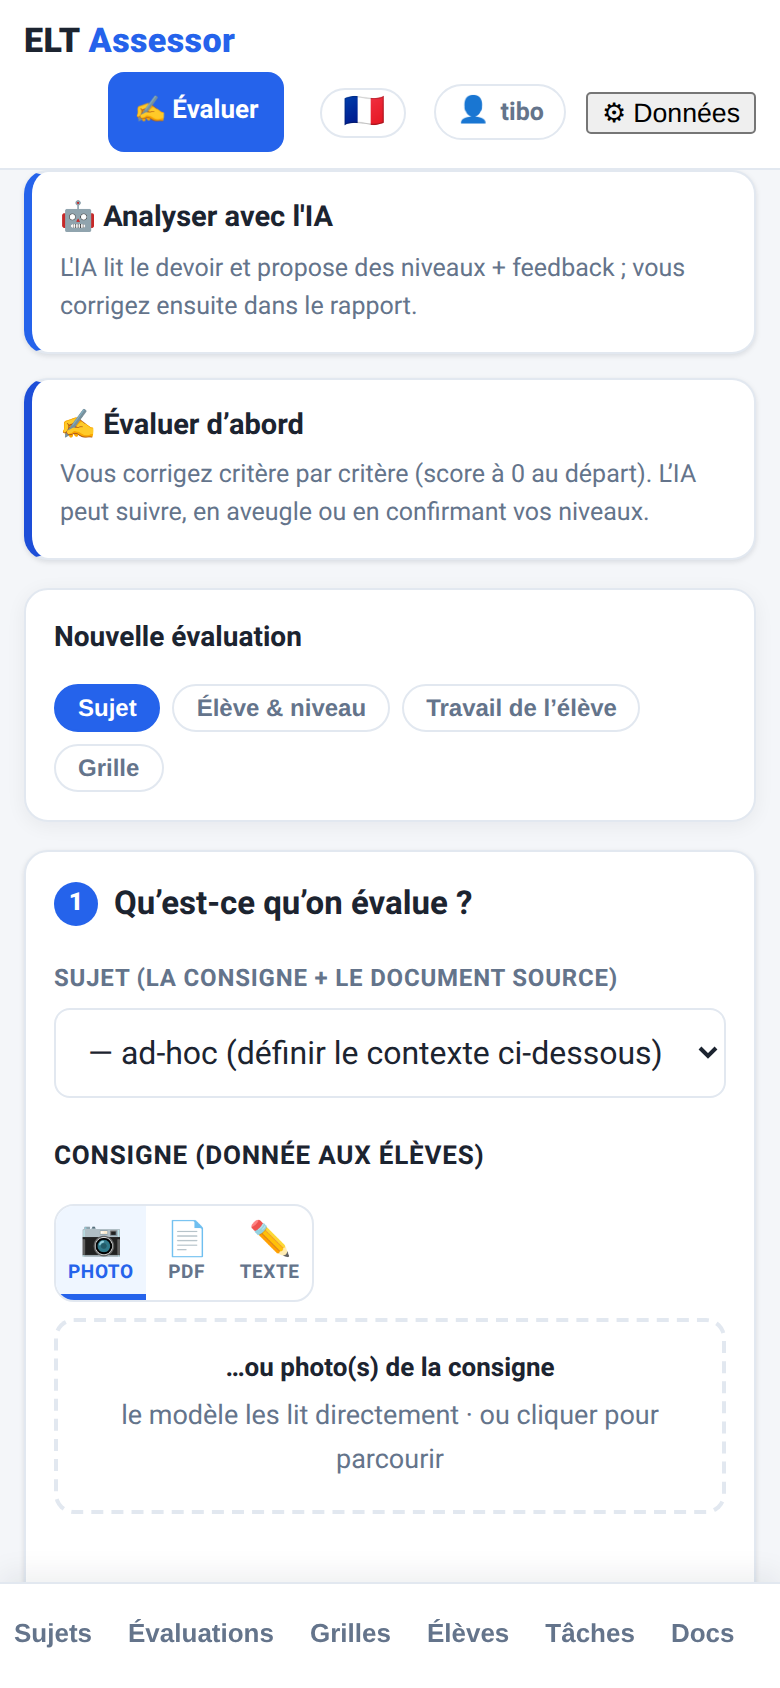 ELT Assessor
✍️ Évaluer
👤 tibo
⚙ Données
🤖 Analyser avec l'IA
L'IA lit le devoir et propose des niveaux + feedback ; vous
corrigez ensuite dans le rapport.
✍️ Évaluer d’abord
Vous corrigez critère par critère (score à 0 au départ). L’IA
peut suivre, en aveugle ou en confirmant vos niveaux.
Nouvelle évaluation
Sujet
Élève & niveau
Travail de l’élève
Grille
1 Qu’est-ce qu’on évalue ?
SUJET (LA CONSIGNE + LE DOCUMENT SOURCE)
— ad-hoc (définir le contexte ci-dessous)
CONSIGNE (DONNÉE AUX ÉLÈVES)
PHOTO
PDF
TEXTE
…ou photo(s) de la consigne
le modèle les lit directement · ou cliquer pour
parcourir
Sujets
Évaluations
Grilles
Élèves
Tâches
Docs